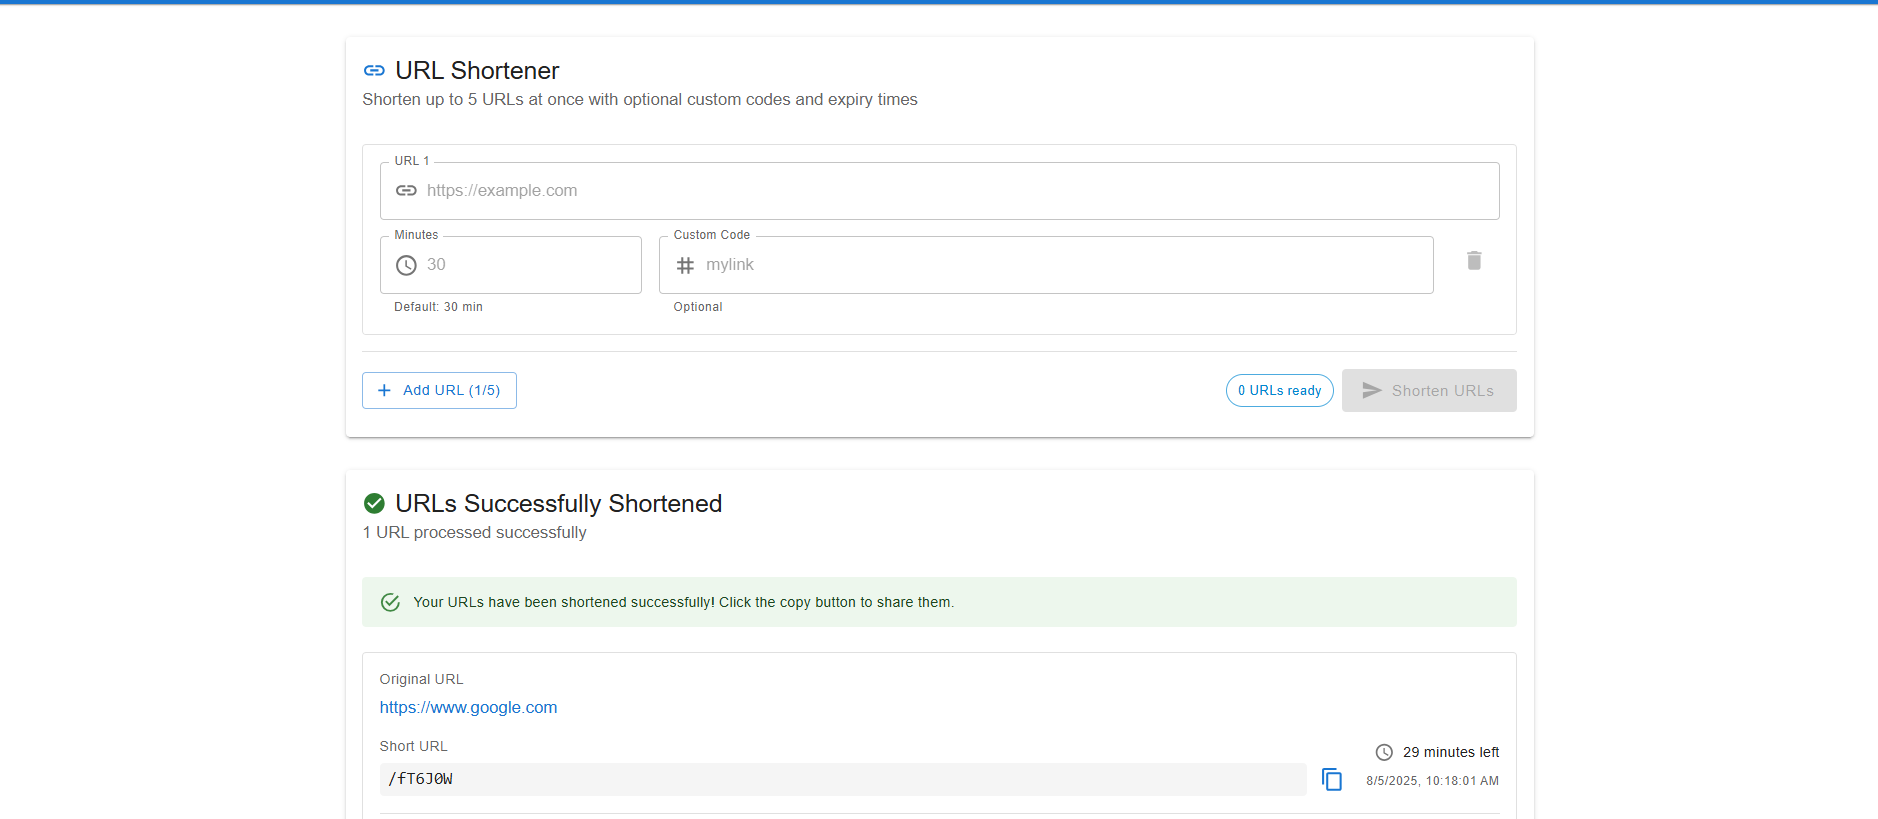 URL Shortener
Shorten up to 5 URLs at once with optional custom codes and expiry times
URL 1
https://example.com
Minutes
30
Default: 30 min
Custom Code
mylink
Optional
Add URL (1/5)
0 URLs ready
Shorten URLs
URLs Successfully Shortened
1 URL processed successfully
Your URLs have been shortened successfully! Click the copy button to share them.
Original URL
https://www.google.com
Short URL
/fT6J0W
29 minutes left
8/5/2025, 10:18:01 AM